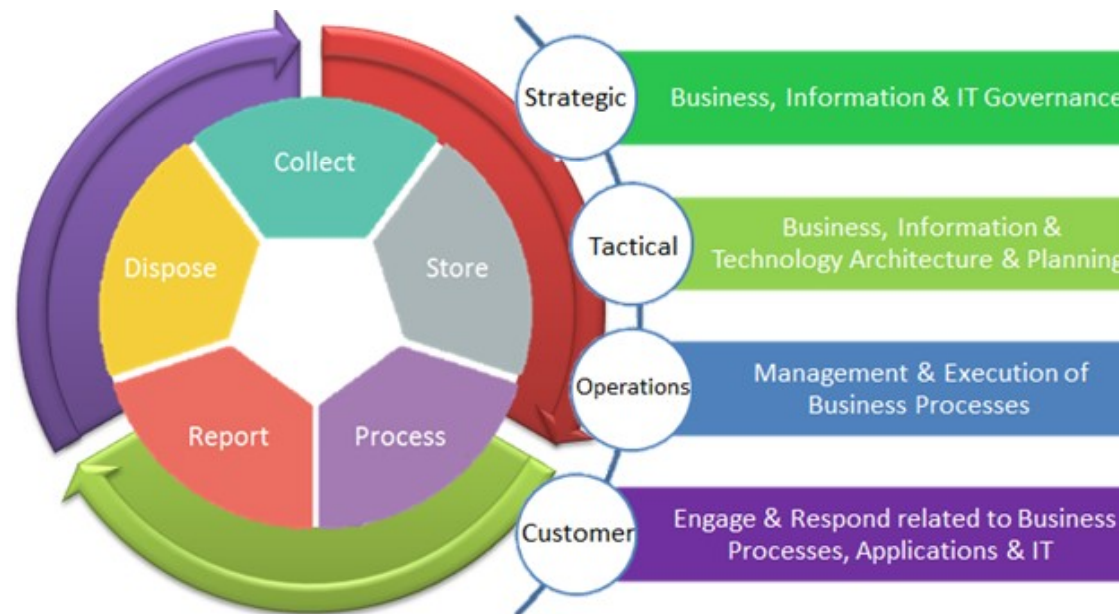 Collect
Store
Process
Report
Dispose
Strategic
Business, Information & IT Governance
Tactical
Business, Information &
Technology Architecture & Planning
Operations
Management & Execution of
Business Processes
Customer
Engage & Respond related to Business
Processes, Applications & IT